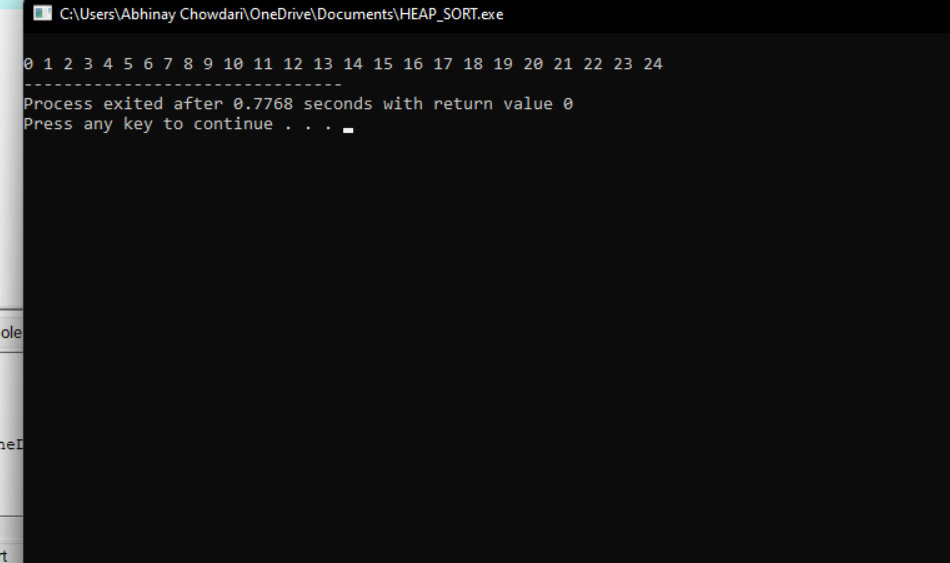 C:\Users\Abhinay Chowdari\OneDrive\Documents\HEAP_SORT.exe
0 1 2 3 4 5 6 7 8 9 10 11 12 13 14 15 16 17 18 19 20 21 22 23 24
--------------------------------
Process exited after 0.7768 seconds with return value 0
Press any key to continue . . .
ole
neD
rt